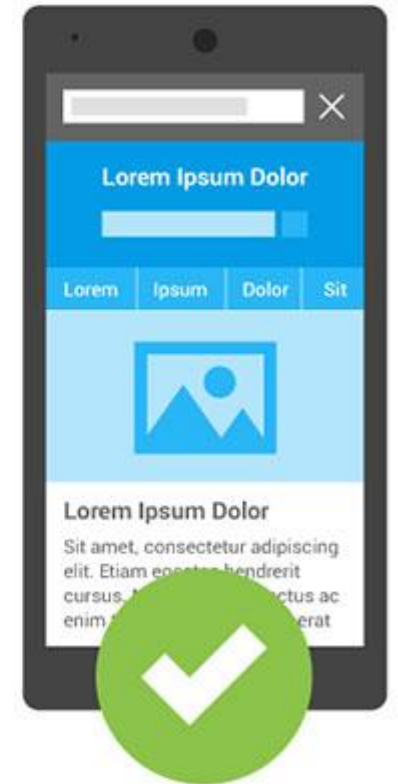 Lorem Ipsum Dolor
Lorem Ipsum Dolor Sit
Lorem Ipsum Dolor
Sit amet, consectetur adipiscing
elit. Etiam hendrerit
cursus. ac
enim